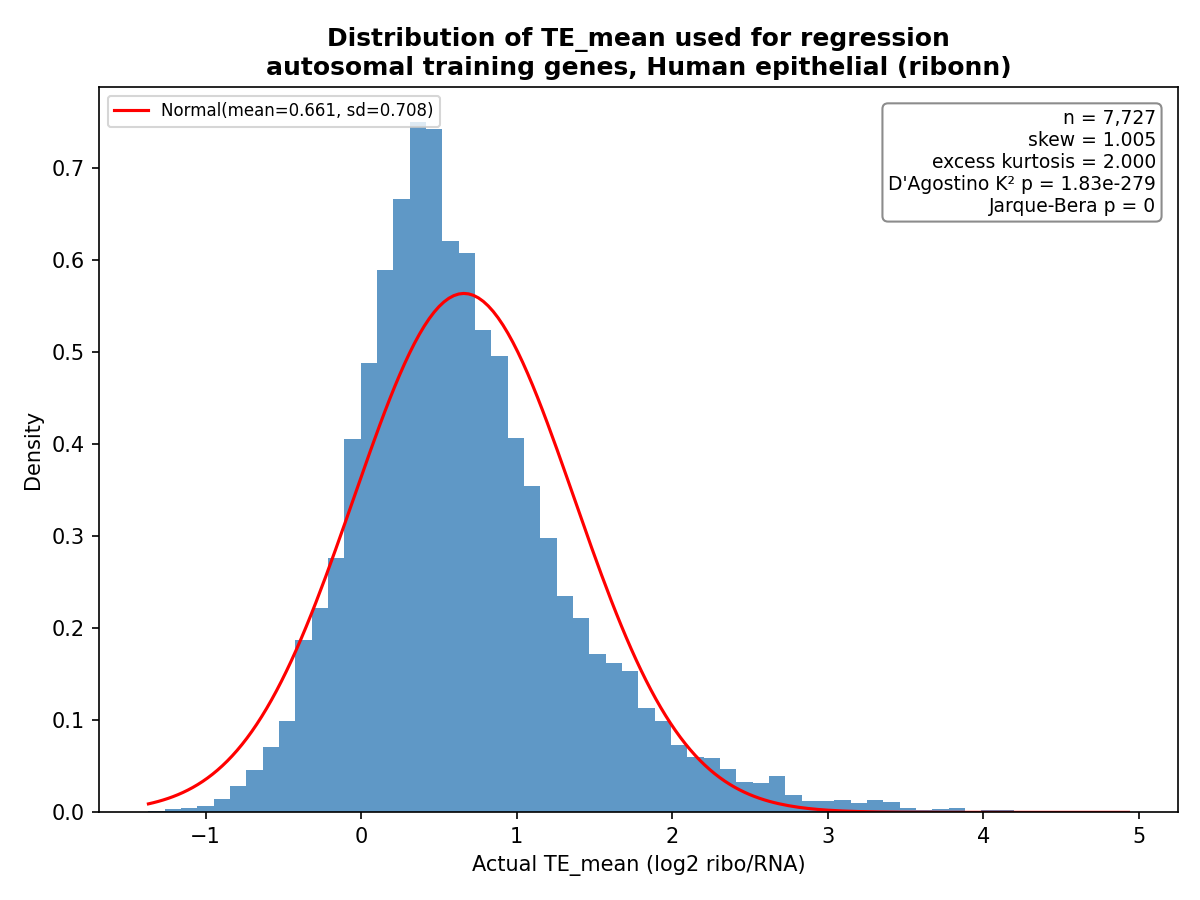 Distribution of TE_mean used for regression
autosomal training genes, Human epithelial (ribonn)
Normal(mean=0.661, sd=0.708)
n = 7,727
skew = 1.005
excess kurtosis = 2.000
D'Agostino K² p = 1.83e-279
Jarque-Bera p = 0
Density
0.7
0.6
0.5
0.4
0.3
0.2
0.1
0.0
−1
0
1
2
3
4
5
Actual TE_mean (log2 ribo/RNA)